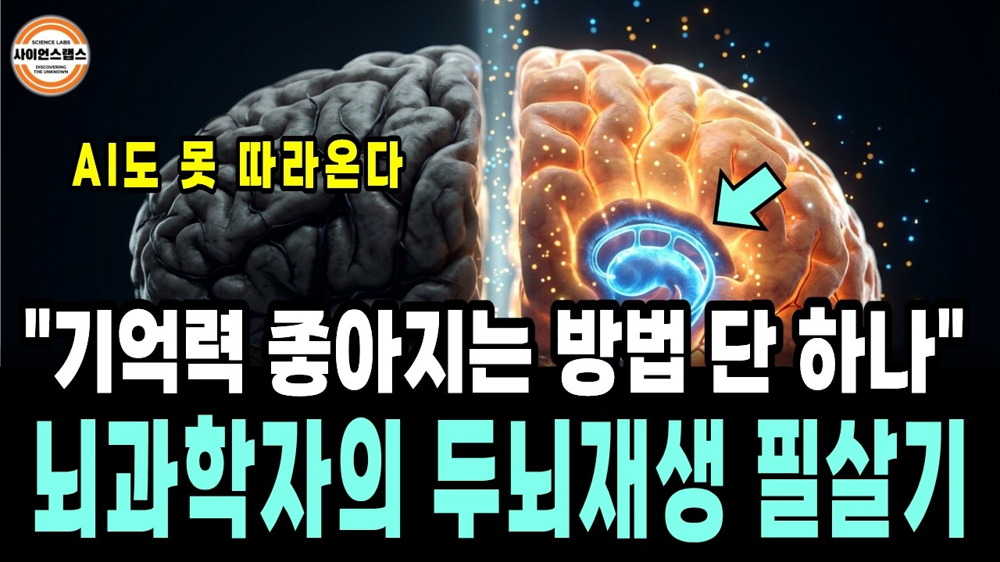 SCIENCE LABS
사이언스랩스
DISCOVERING
THE UNKNOWN
AI도 못 따라온다
"기억력 좋아지는 방법 단 하나"
뇌과학자의 두뇌재생 필살기